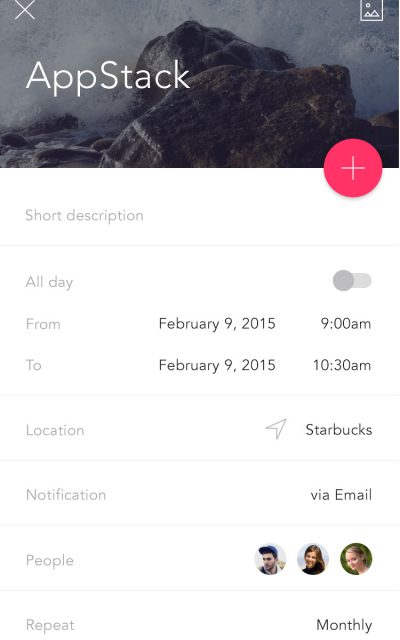 AppStack
Short description
All day
From February 9, 2015 9:00am
To February 9, 2015 10:30am
Location Starbucks
Notification via Email
People
Repeat Monthly